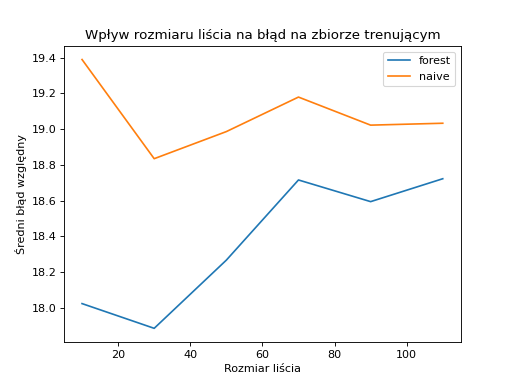 Wpływ rozmiaru liścia na błąd na zbiorze trenującym
forest
naive
Średni błąd względny
19.4
19.2
19.0
18.8
18.6
18.4
18.2
18.0
20
40
60
80
100
Rozmiar liścia